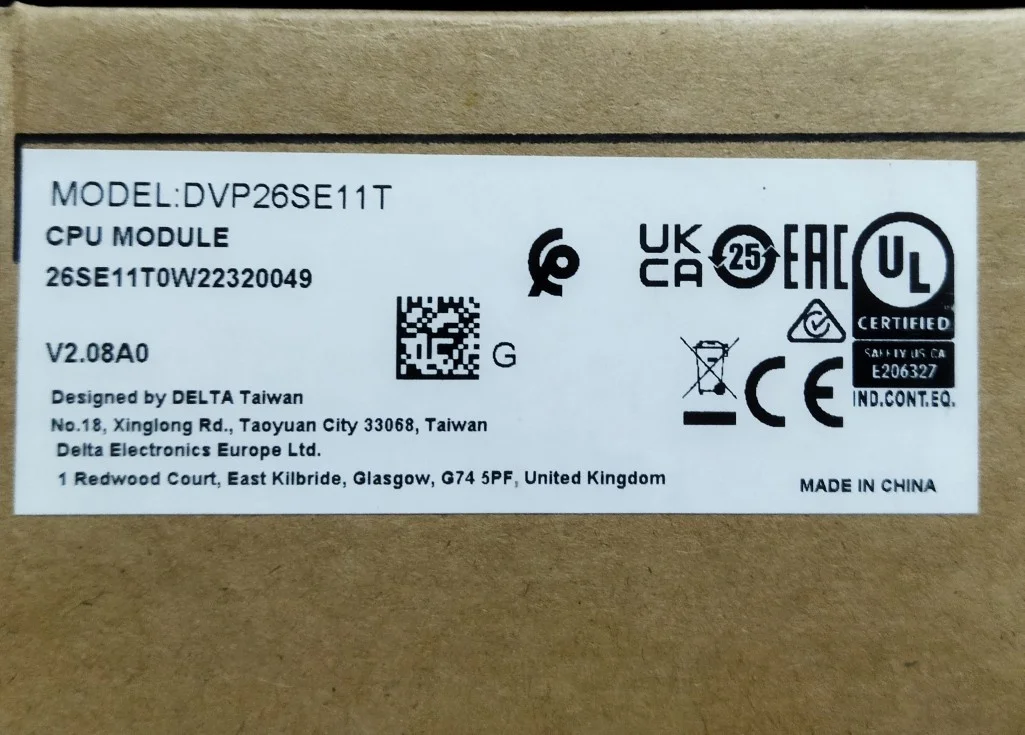 MODEL:DVP26SE11T
CPU MODULE
26SE11T0W22320049
V2.08A0
G
Designed by DELTA Taiwan
No.18, Xinglong Rd., Taoyuan City 33068, Taiwan
Delta Electronics Europe Ltd.
1 Redwood Court, East Kilbride, Glasgow, G74 5PF, United Kingdom
UK
CA
25
EAC
UL
CERTIFIED
SAFETY US CA
E206327
IND.CONT.EQ.
CE
MADE IN CHINA